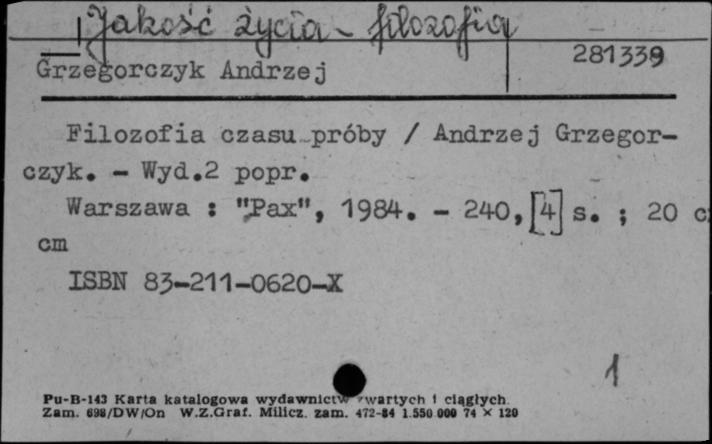 Jakość życia - filozofia
281339
Grzegorczyk Andrzej
Filozofia czasu próby / Andrzej Grzegor-
czyk. - Wyd.2 popr.
Warszawa : "Pax", 1984. - 240,[4] s. ; 20 c
cm
ISBN 83-211-0620-X
1
Pu-B-143 Karta katalogowa wydawnictw zwartych i ciągłych.
Zam. 698/DW/On W.Z.Graf. Milicz. zam. 472-84 1.550.000 74 × 120